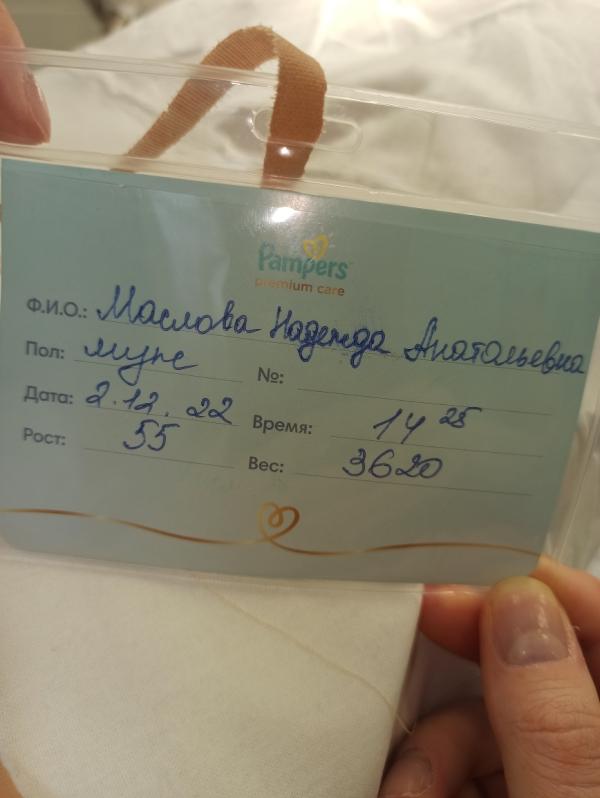 Pampers
premium care
Ф.И.О.: Маслова Надежда Анатольевна
Пол: муж №:
Дата: 2.12.22 Время: 14 25
Рост: 55 Вес: 3620